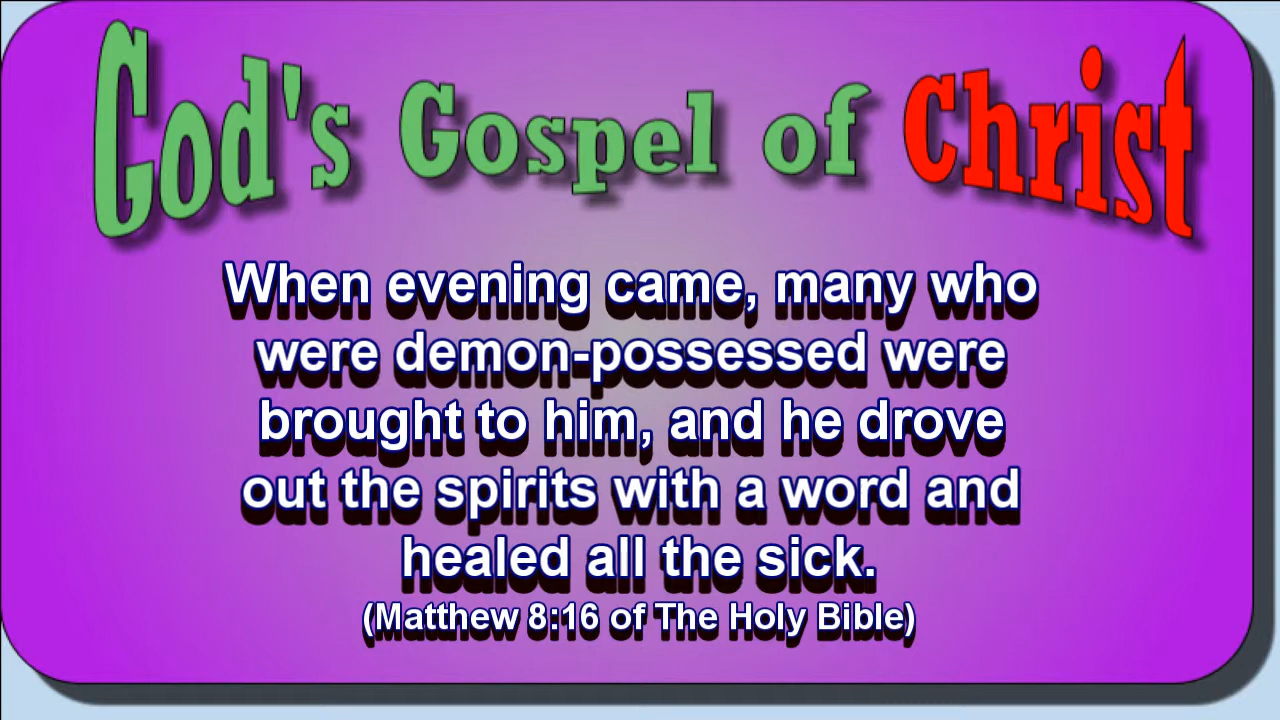 God's Gospel of Christ
When evening came, many who
were demon-possessed were
brought to him, and he drove
out the spirits with a word and
healed all the sick.
(Matthew 8:16 of The Holy Bible)